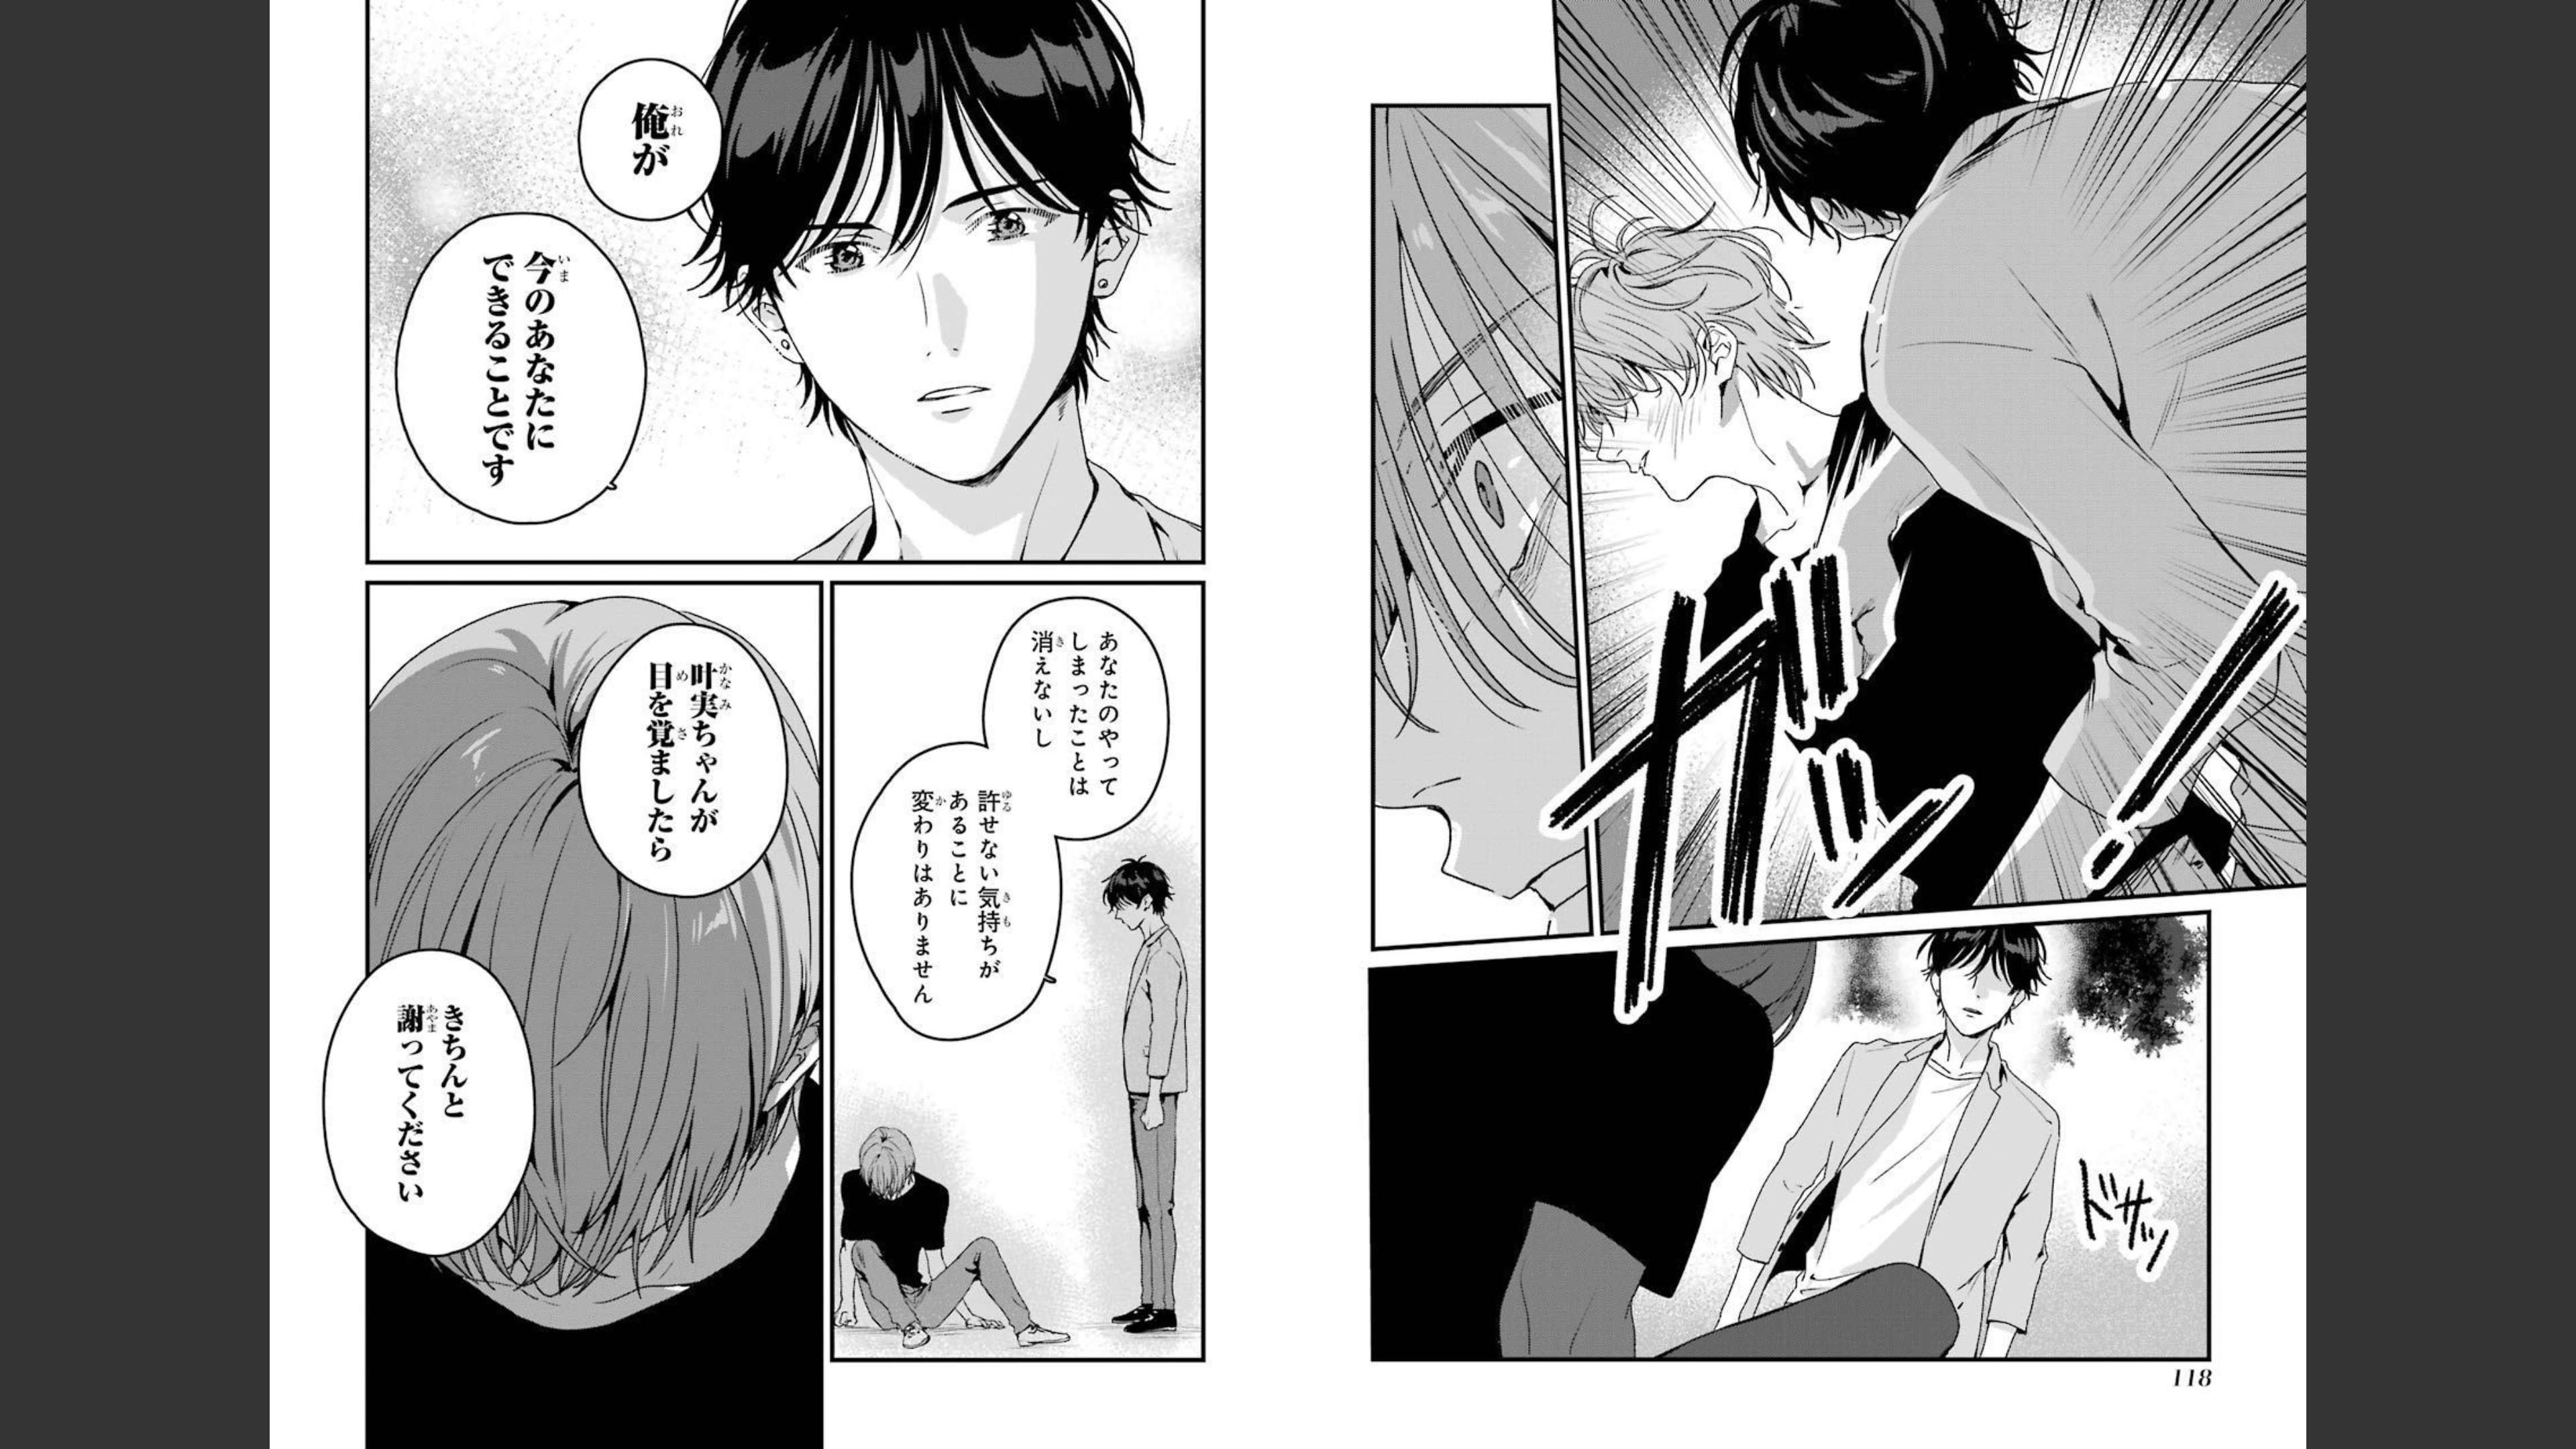 ガッ！
ドサッ
118
俺が
今のあなたに
できることです
あなたのやって
しまったことは
消えないし
許せない気持ちが
あることに
変わりはありません
叶実ちゃんが
目を覚ましたら
きちんと
謝ってください